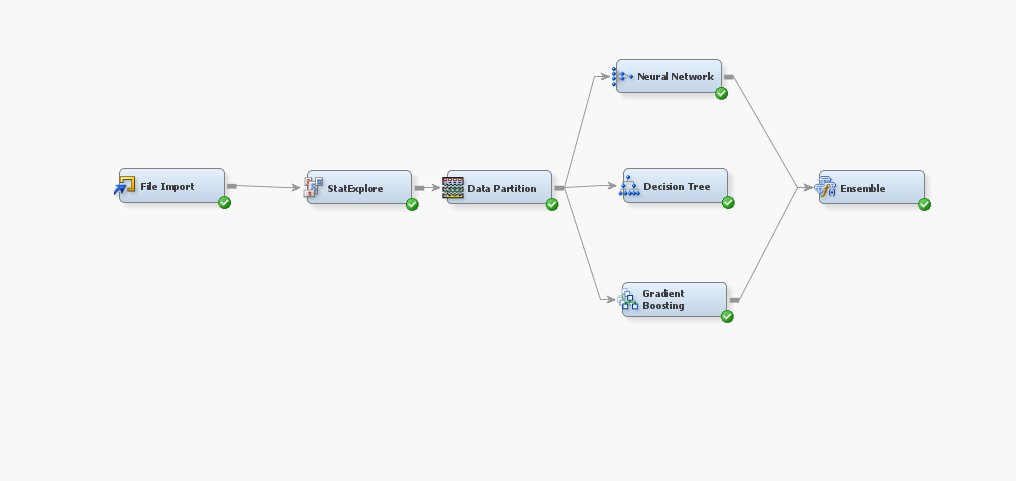 Neural Network
File Import
StatExplore
Data Partition
Decision Tree
Ensemble
Gradient
Boosting